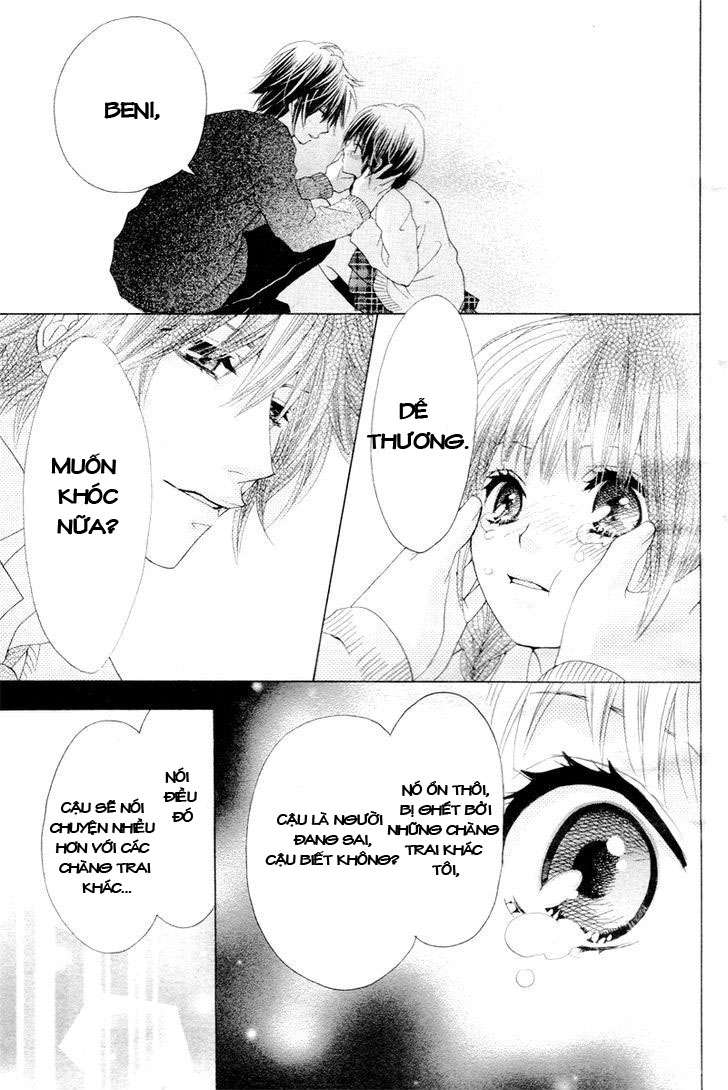 BENI,
DỄ
THƯƠNG.
MUỐN
KHÓC
NỮA?
NÓ ỔN THÔI,
BỊ GHÉT BỞI
NHỮNG CHÀNG
TRAI KHÁC
TÔI,
CẬU LÀ NGƯỜI
ĐANG SAI,
CẬU BIẾT KHÔNG?
NÓI
ĐIỀU
ĐÓ
CẬU SẼ NÓI
CHUYỆN NHIỀU
HƠN VỚI CÁC
CHÀNG TRAI
KHÁC...